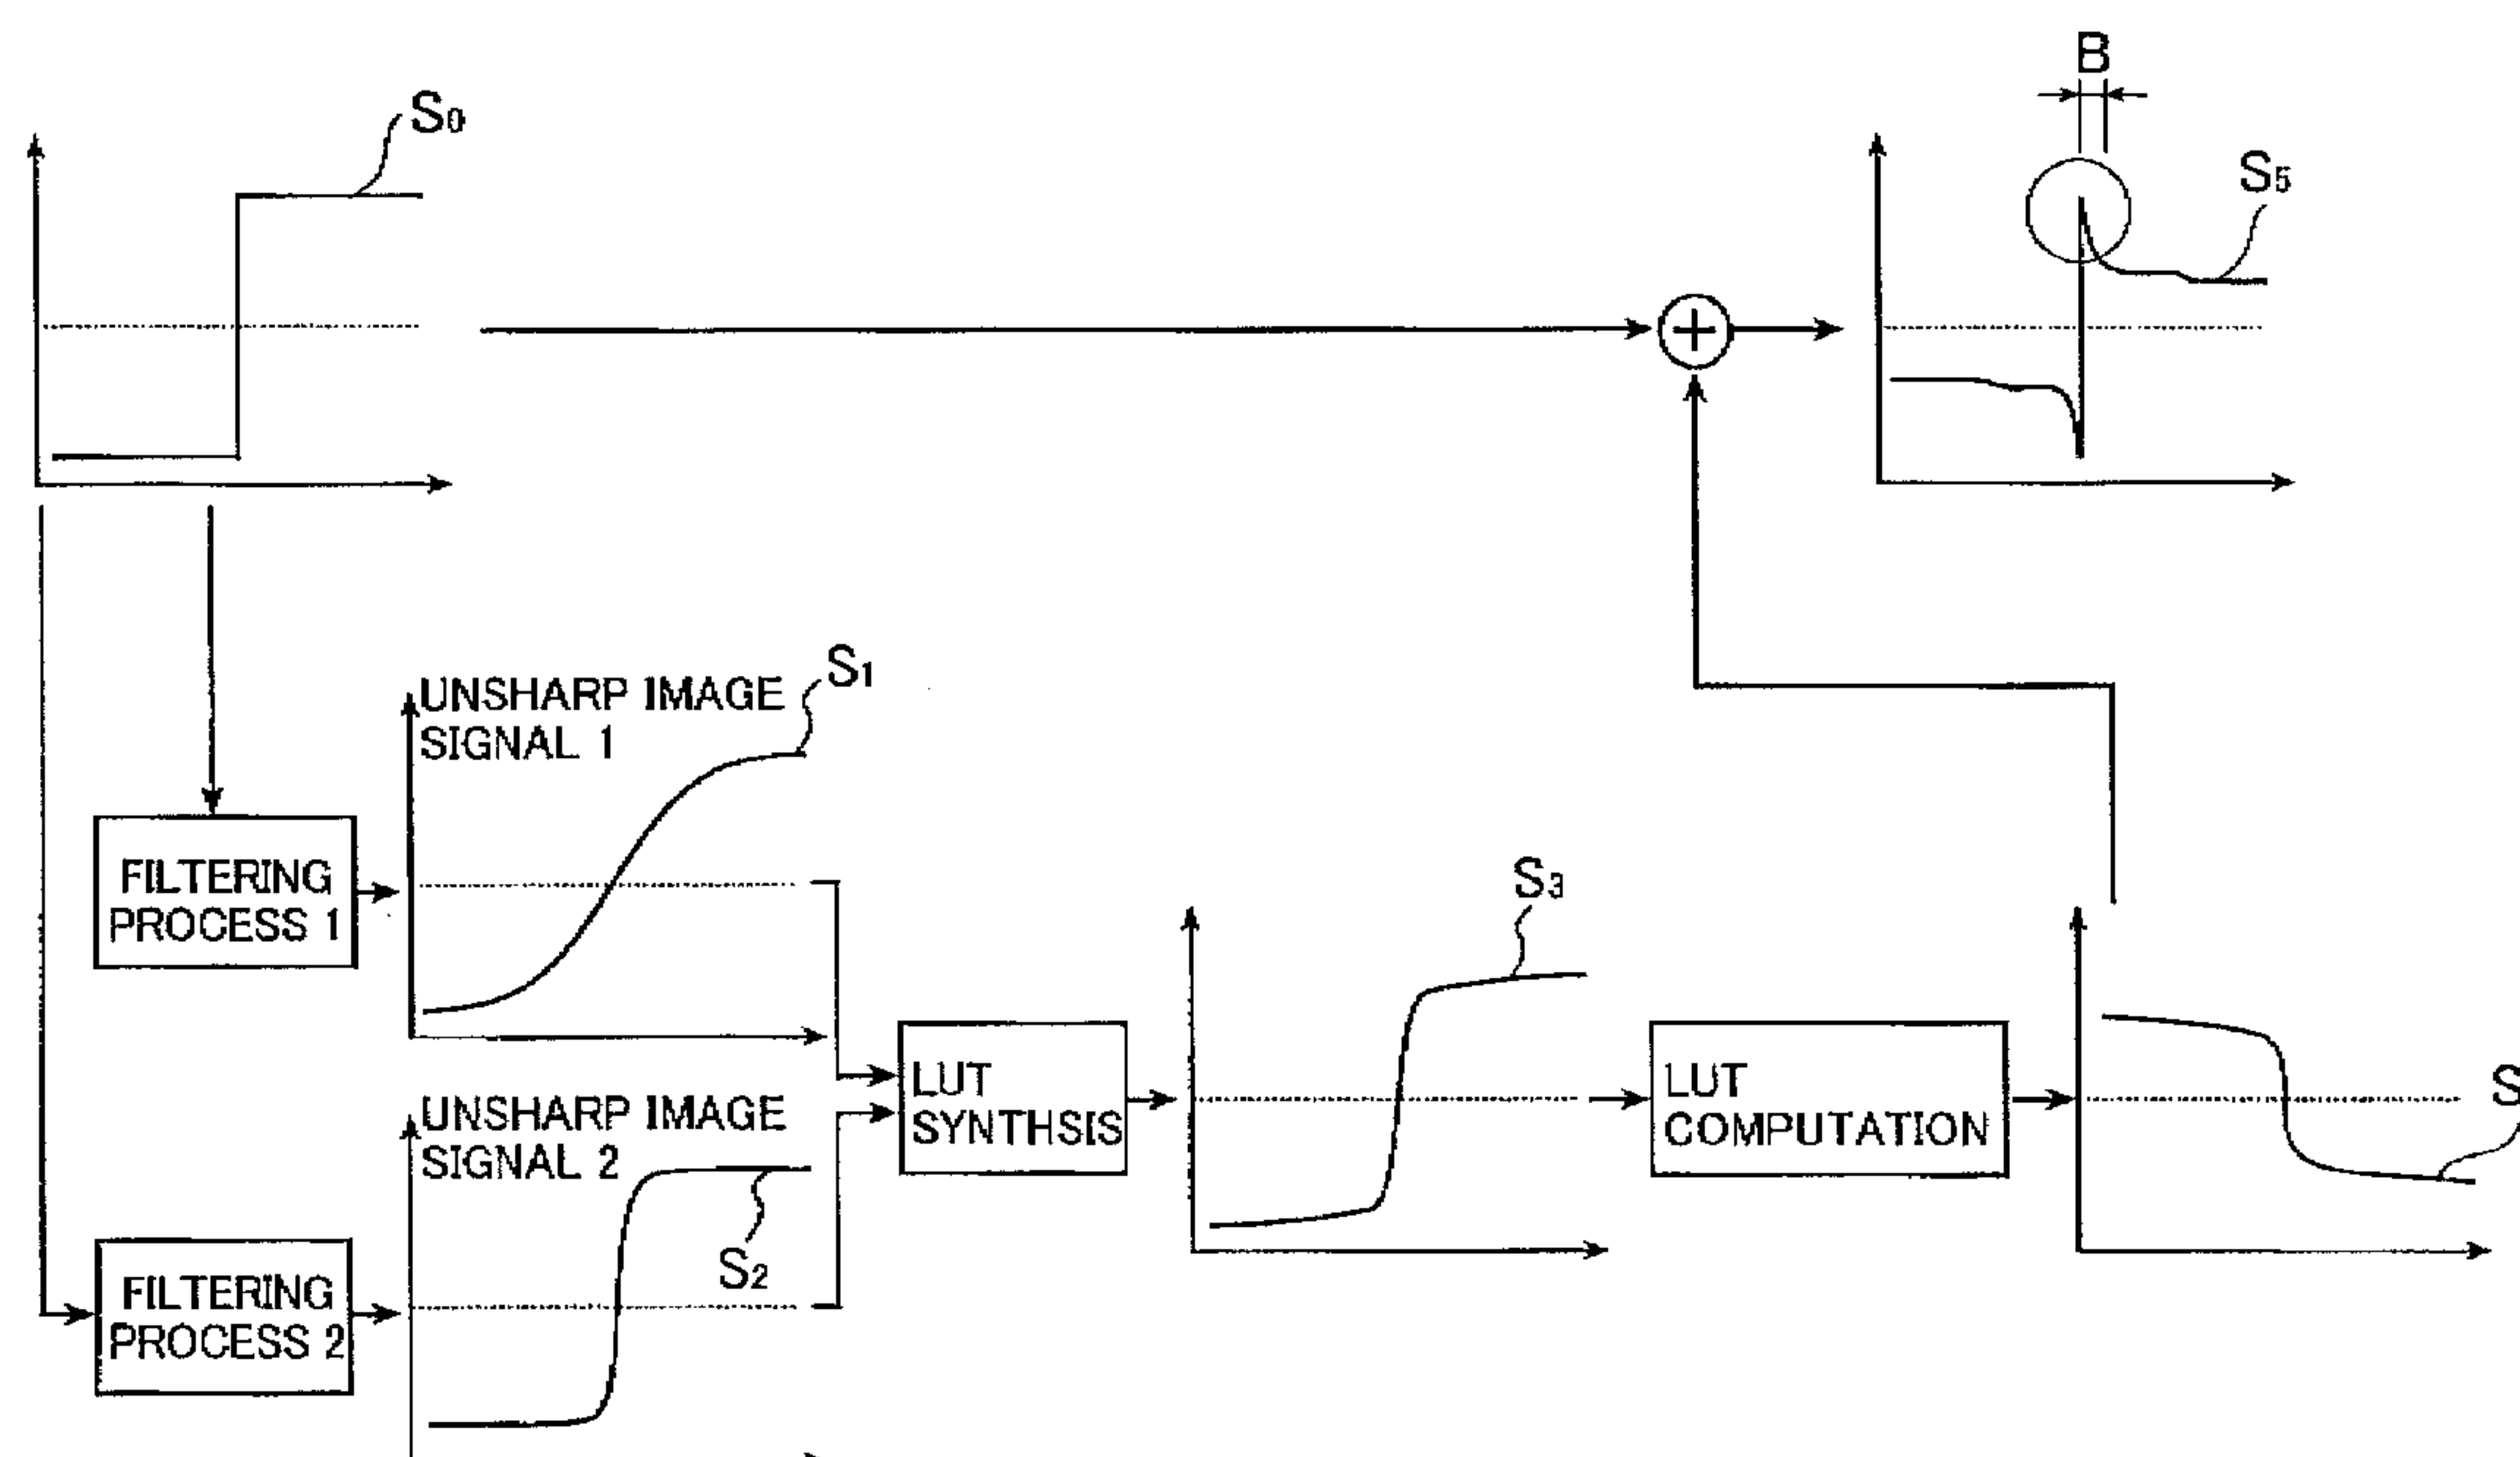 B
S0
S5
S1
UNSHARP IMAGE
SIGNAL 1
FILTERING
PROCESS 1
S3
UNSHARP IMAGE
SIGNAL 2
LUT
SYNTHSIS
LUT
COMPUTATION
S
S2
FILTERING
PROCESS 2